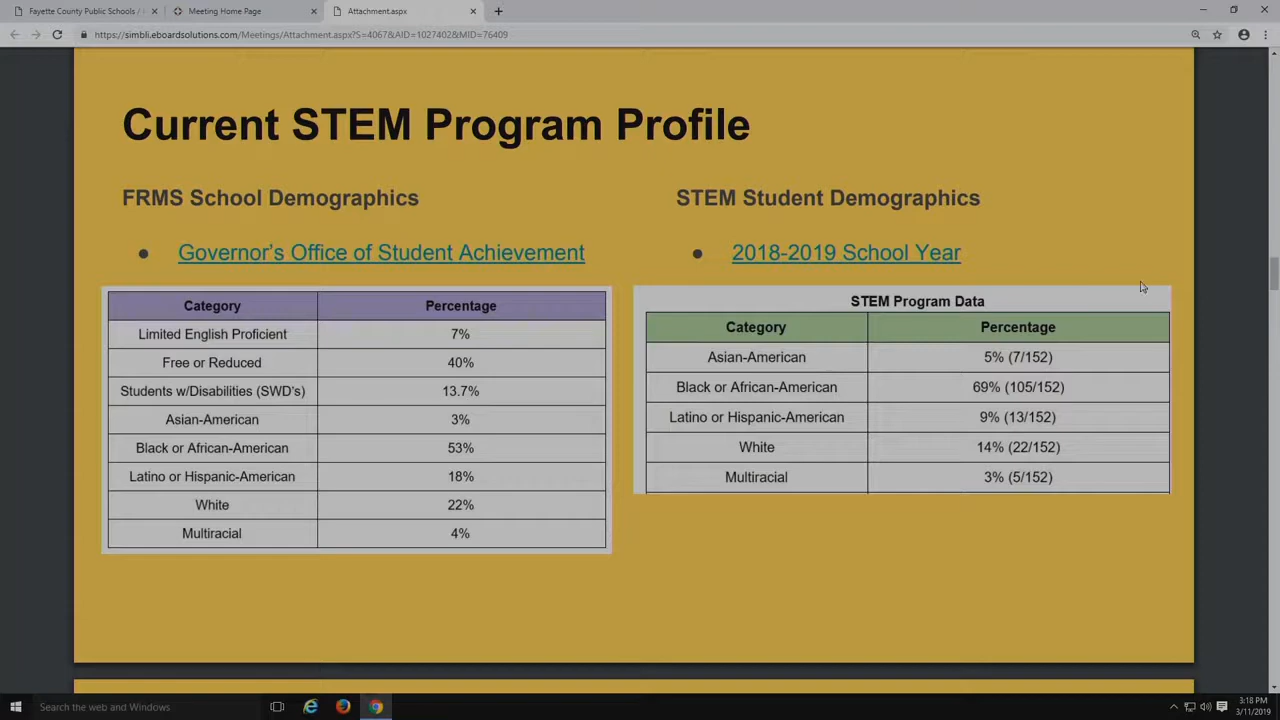 Fayette County Public Schools /
Meeting Home Page
Attachment.aspx
https://simbli.eboardsolutions.com/Meetings/Attachment.aspx?S=4067&AID=1027402&MID=76409
Current STEM Program Profile
FRMS School Demographics
● Governor's Office of Student Achievement
Category Percentage
Limited English Proficient 7%
Free or Reduced 40%
Students w/Disabilities (SWD's) 13.7%
Asian-American 3%
Black or African-American 53%
Latino or Hispanic-American 18%
White 22%
Multiracial 4%
STEM Student Demographics
● 2018-2019 School Year
STEM Program Data
Category Percentage
Asian-American 5% (7/152)
Black or African-American 69% (105/152)
Latino or Hispanic-American 9% (13/152)
White 14% (22/152)
Multiracial 3% (5/152)
Search the web and Windows
3:18 PM
3/11/2019